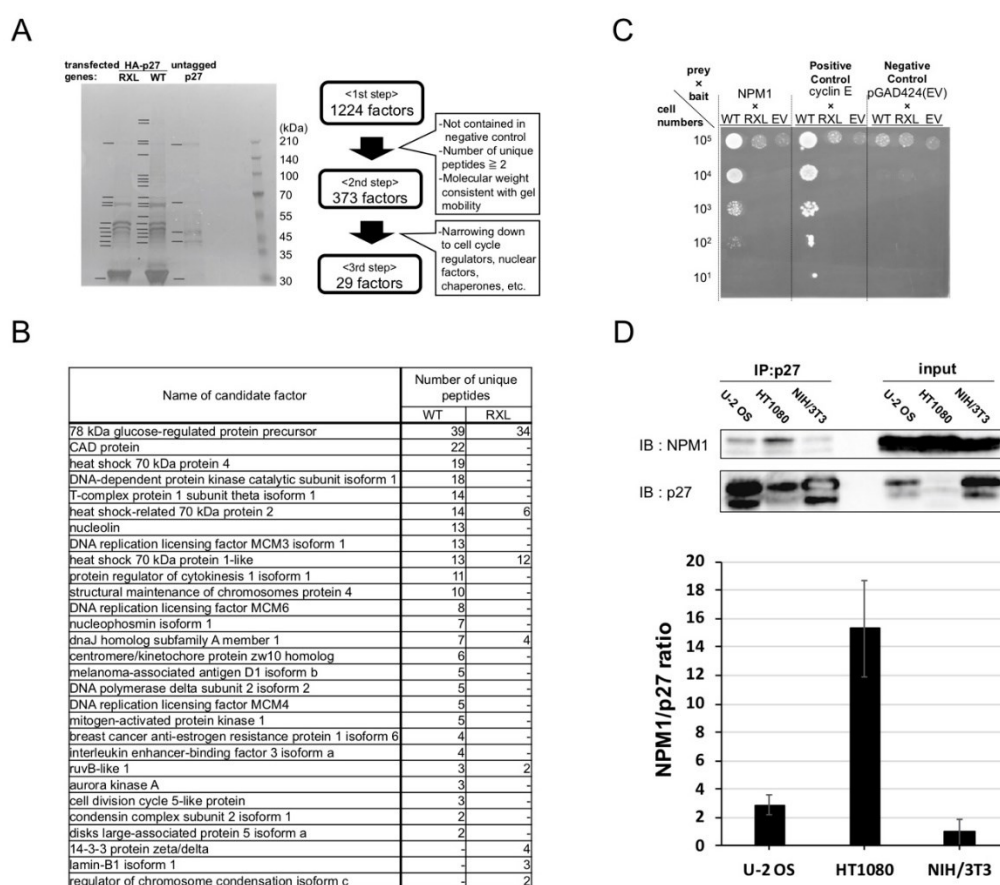 A
transfected HA-p27 untagged
genes: RXL WT p27
(kDa)
210
140
100
70
55
45
35
30
<1st step>
1224 factors
-Not contained in
negative control
-Number of unique
peptides ≧ 2
-Molecular weight
consistent with gel
mobility
<2nd step>
373 factors
-Narrowing down
to cell cycle
regulators, nuclear
factors,
chaperones, etc.
<3rd step>
29 factors
B
Name of candidate factor
Number of unique
peptides
WT RXL
78 kDa glucose-regulated protein precursor 39 34
CAD protein 22 -
heat shock 70 kDa protein 4 19 -
DNA-dependent protein kinase catalytic subunit isoform 1 18 -
T-complex protein 1 subunit theta isoform 1 14 -
heat shock-related 70 kDa protein 2 14 6
nucleolin 13 -
DNA replication licensing factor MCM3 isoform 1 13 -
heat shock 70 kDa protein 1-like 13 12
protein regulator of cytokinesis 1 isoform 1 11 -
structural maintenance of chromosomes protein 4 10 -
DNA replication licensing factor MCM6 8 -
nucleophosmin isoform 1 7 -
dnaJ homolog subfamily A member 1 7 4
centromere/kinetochore protein zw10 homolog 6 -
melanoma-associated antigen D1 isoform b 5 -
DNA polymerase delta subunit 2 isoform 2 5 -
DNA replication licensing factor MCM4 5 -
mitogen-activated protein kinase 1 5 -
breast cancer anti-estrogen resistance protein 1 isoform 6 4 -
interleukin enhancer-binding factor 3 isoform a 4 -
ruvB-like 1 3 2
aurora kinase A 3 -
cell division cycle 5-like protein 3 -
condensin complex subunit 2 isoform 1 2 -
disks large-associated protein 5 isoform a 2 -
14-3-3 protein zeta/delta - 4
lamin-B1 isoform 1 - 3
regulator of chromosome condensation isoform c - 2
C
prey
×
bait
cell
numbers
NPM1
×
WT RXL EV
Positive
Control
cyclin E
×
WT RXL EV
Negative
Control
pGAD424(EV)
×
WT RXL EV
10⁵
10⁴
10³
10²
10¹
D
IP:p27 input
U-2 OS HT1080 NIH/3T3 U-2 OS HT1080 NIH/3T3
IB : NPM1
IB : p27
NPM1/p27 ratio
20
18
16
14
12
10
8
6
4
2
0
U-2 OS HT1080 NIH/3T3